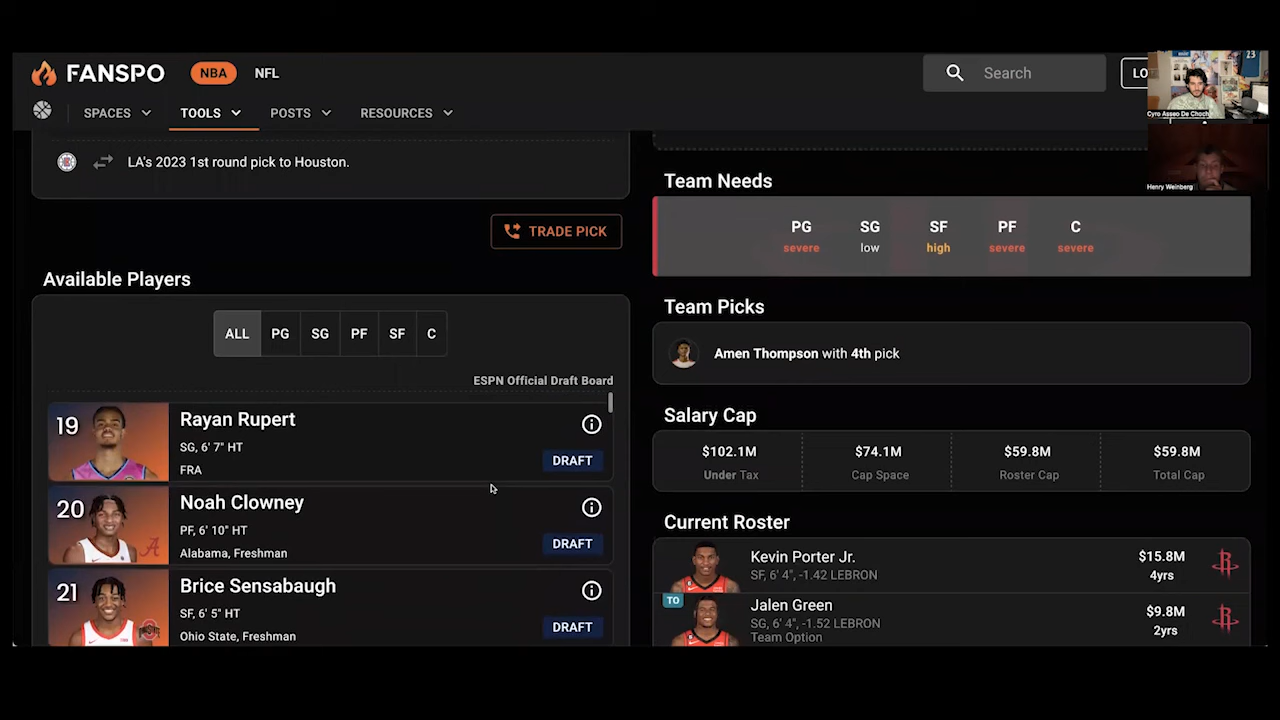 FANSPO
NBA
NFL
Search
LO
23
Cyro Asseo De Choch
SPACES
TOOLS
POSTS
RESOURCES
Henry Weinberg
LA's 2023 1st round pick to Houston.
TRADE PICK
Available Players
ALL
PG
SG
PF
SF
C
ESPN Official Draft Board
19
Rayan Rupert
SG, 6' 7" HT
FRA
DRAFT
20
Noah Clowney
PF, 6' 10" HT
Alabama, Freshman
DRAFT
21
Brice Sensabaugh
SF, 6' 5" HT
Ohio State, Freshman
DRAFT
Team Needs
PG
SG
SF
PF
C
severe
low
high
severe
severe
Team Picks
Amen Thompson with 4th pick
Salary Cap
$102.1M
$74.1M
$59.8M
$59.8M
Under Tax
Cap Space
Roster Cap
Total Cap
Current Roster
Kevin Porter Jr.
SF, 6' 4", -1.42 LEBRON
$15.8M
4yrs
TO
Jalen Green
SG, 6' 4", -1.52 LEBRON
Team Option
$9.8M
2yrs